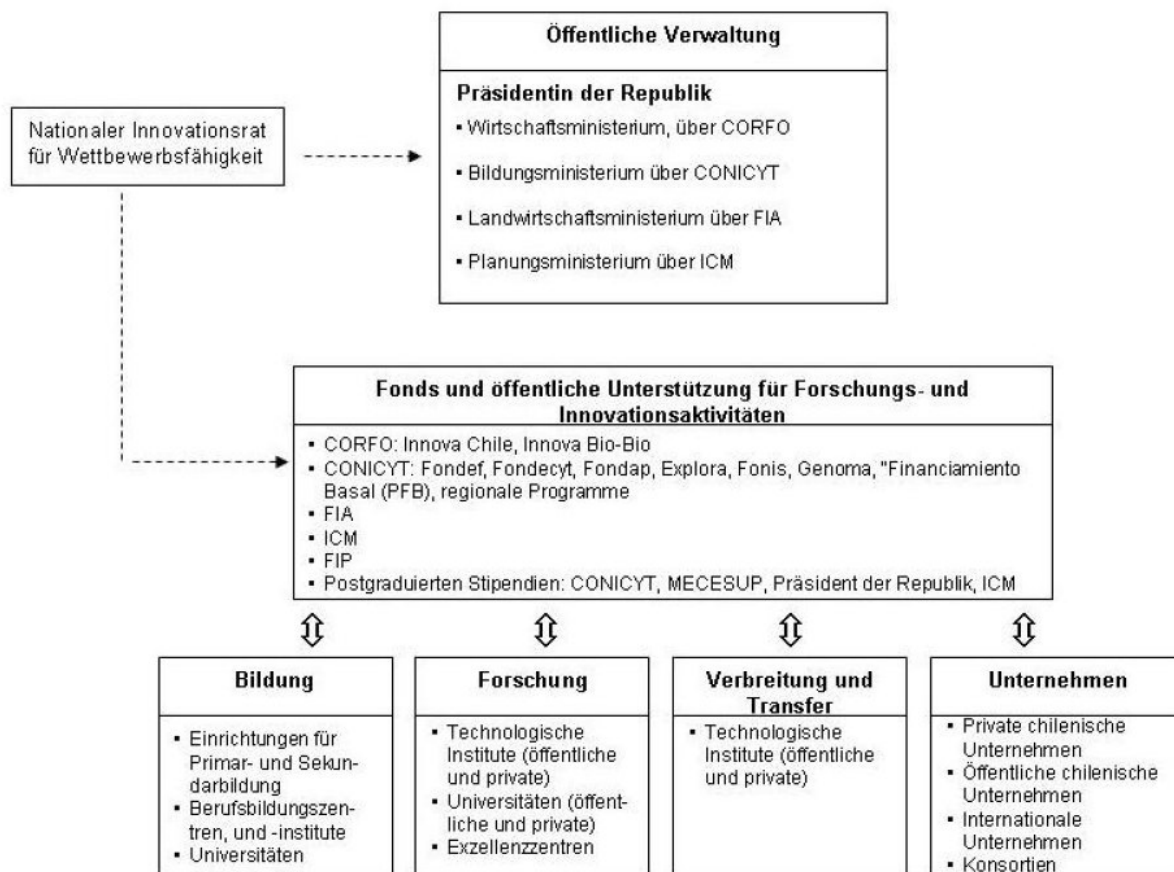 Öffentliche Verwaltung
Präsidentin der Republik
▪ Wirtschaftsministerium, über CORFO
▪ Bildungsministerium über CONICYT
▪ Landwirtschaftsministerium über FIA
▪ Planungsministerium über ICM
Nationaler Innovationsrat
für Wettbewerbsfähigkeit
Fonds und öffentliche Unterstützung für Forschungs- und
Innovationsaktivitäten
▪ CORFO: Innova Chile, Innova Bio-Bio
▪ CONICYT: Fondef, Fondecyt, Fondap, Explora, Fonis, Genoma, "Financiamiento
Basal (PFB), regionale Programme
▪ FIA
▪ ICM
▪ FIP
▪ Postgraduierten Stipendien: CONICYT, MECESUP, Präsident der Republik, ICM
Bildung
▪ Einrichtungen für
Primar- und Sekun-
darbildung
▪ Berufsbildungszen-
tren, und -institute
▪ Universitäten
Forschung
▪ Technologische
Institute (öffentliche
und private)
▪ Universitäten (öffent-
liche und private)
▪ Exzellenzzentren
Verbreitung und
Transfer
▪ Technologische
Institute (öffentliche
und private)
Unternehmen
▪ Private chilenische
Unternehmen
▪ Öffentliche chilenische
Unternehmen
▪ Internationale
Unternehmen
▪ Konsortien